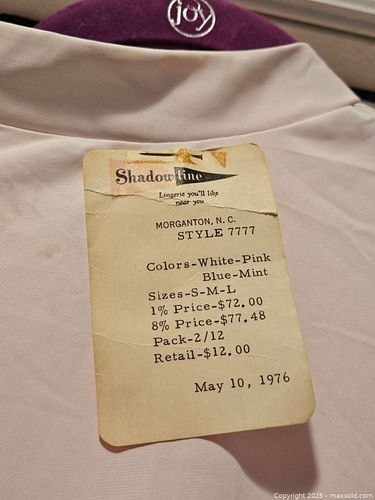 joy
Shadowline
Lingerie you'll like
near you
MORGANTON, N. C.
STYLE 7777
Colors-White-Pink
Blue-Mint
Sizes-S-M-L
1% Price-$72.00
8% Price-$77.48
Pack-2/12
Retail-$12.00
May 10, 1976
Copyright 2025 - maxsold.com